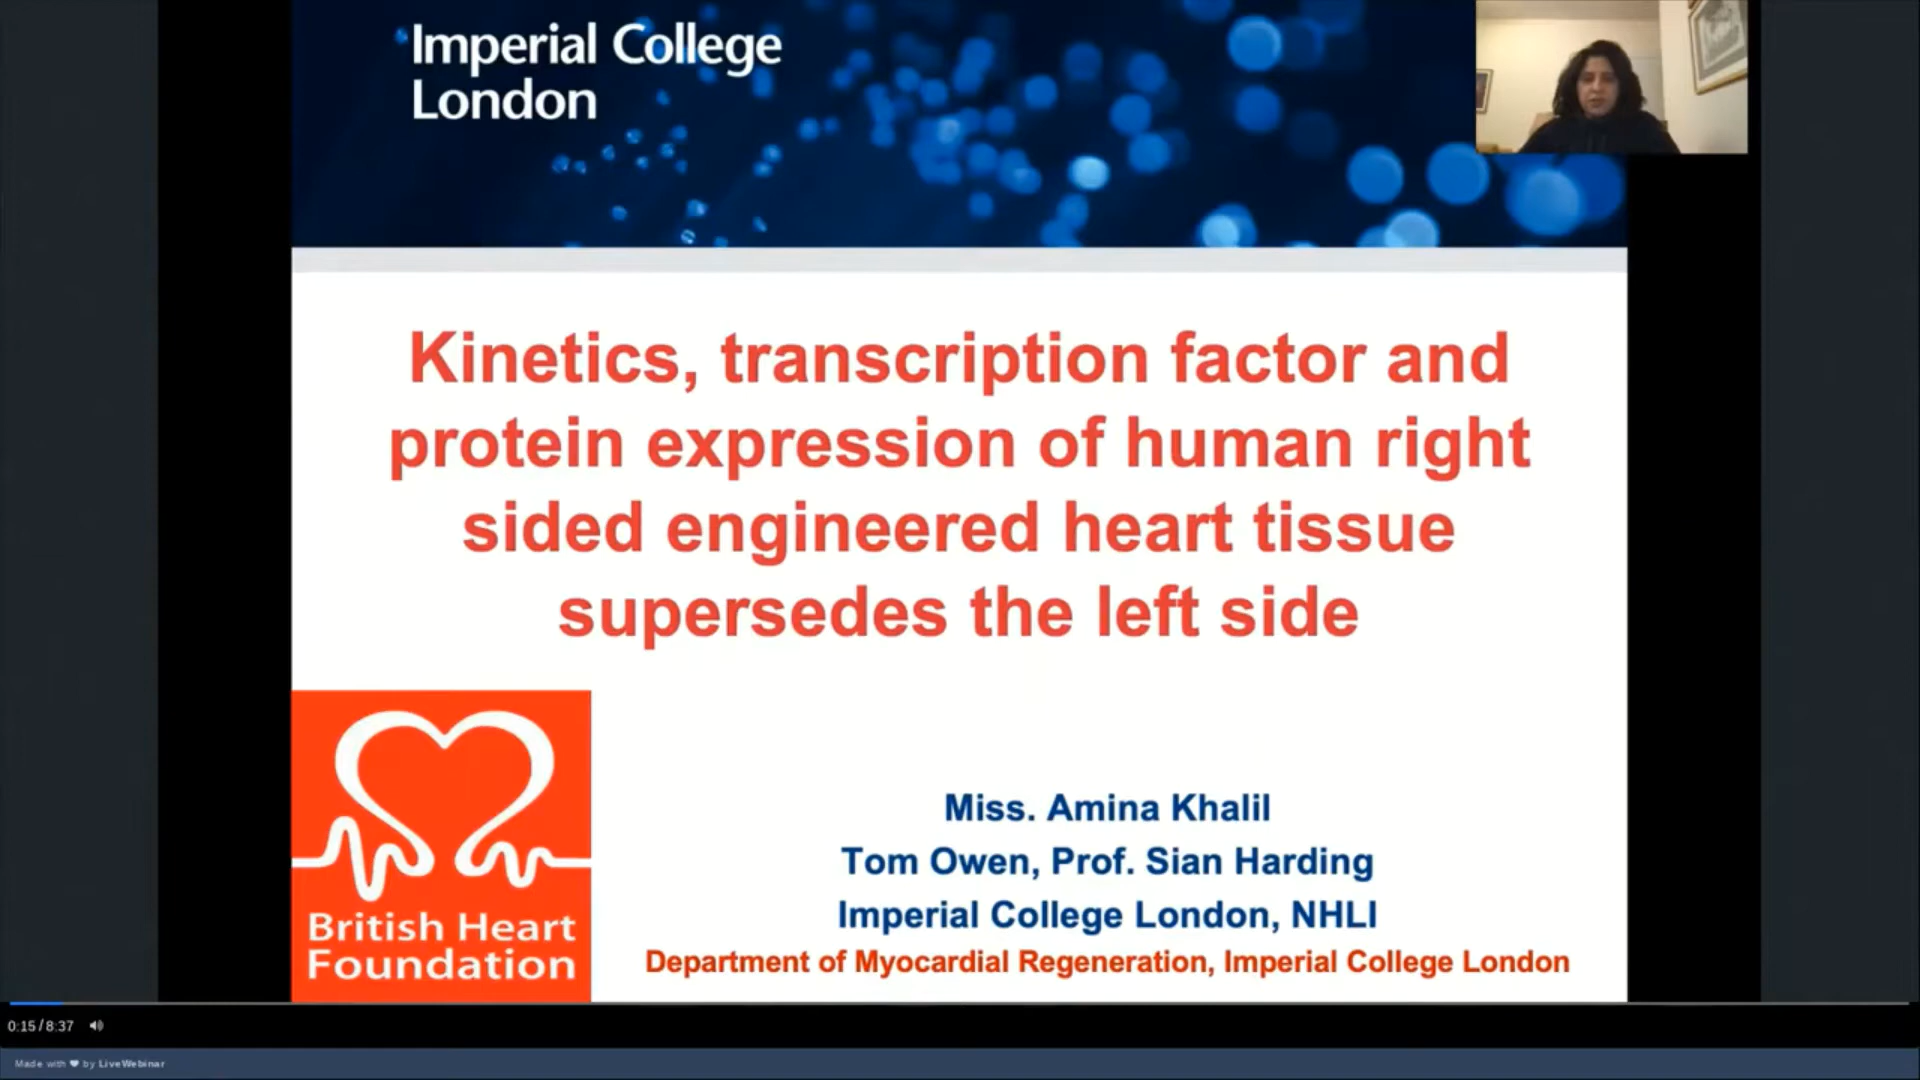 Imperial College
London
Kinetics, transcription factor and
protein expression of human right
sided engineered heart tissue
supersedes the left side
British Heart
Foundation
Miss. Amina Khalil
Tom Owen, Prof. Sian Harding
Imperial College London, NHLI
Department of Myocardial Regeneration, Imperial College London
0:15 / 8:37
Made with ❤ by LiveWebinar